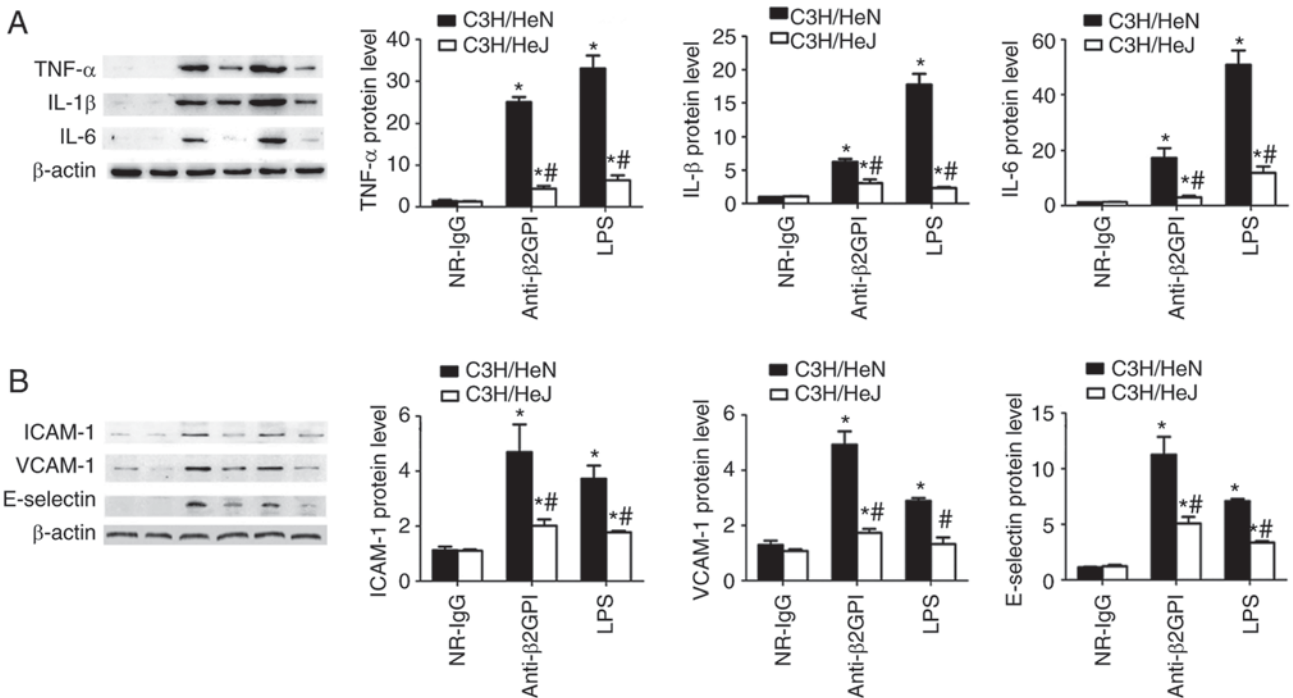 A
TNF-α
IL-1β
IL-6
β-actin
C3H/HeN
C3H/HeJ
TNF-α protein level
40
30
20
10
0
*
*#
*
*#
NR-IgG
Anti-β2GPI
LPS
C3H/HeN
C3H/HeJ
IL-β protein level
25
20
15
10
5
0
*
*#
*
*#
NR-IgG
Anti-β2GPI
LPS
C3H/HeN
C3H/HeJ
IL-6 protein level
60
40
20
0
*
*#
*
*#
NR-IgG
Anti-β2GPI
LPS
B
ICAM-1
VCAM-1
E-selectin
β-actin
C3H/HeN
C3H/HeJ
ICAM-1 protein level
6
4
2
0
*
*#
*
*#
NR-IgG
Anti-β2GPI
LPS
C3H/HeN
C3H/HeJ
VCAM-1 protein level
6
4
2
0
*
*#
*
#
NR-IgG
Anti-β2GPI
LPS
C3H/HeN
C3H/HeJ
E-selectin protein level
15
10
5
0
*
*#
*
*#
NR-IgG
Anti-β2GPI
LPS